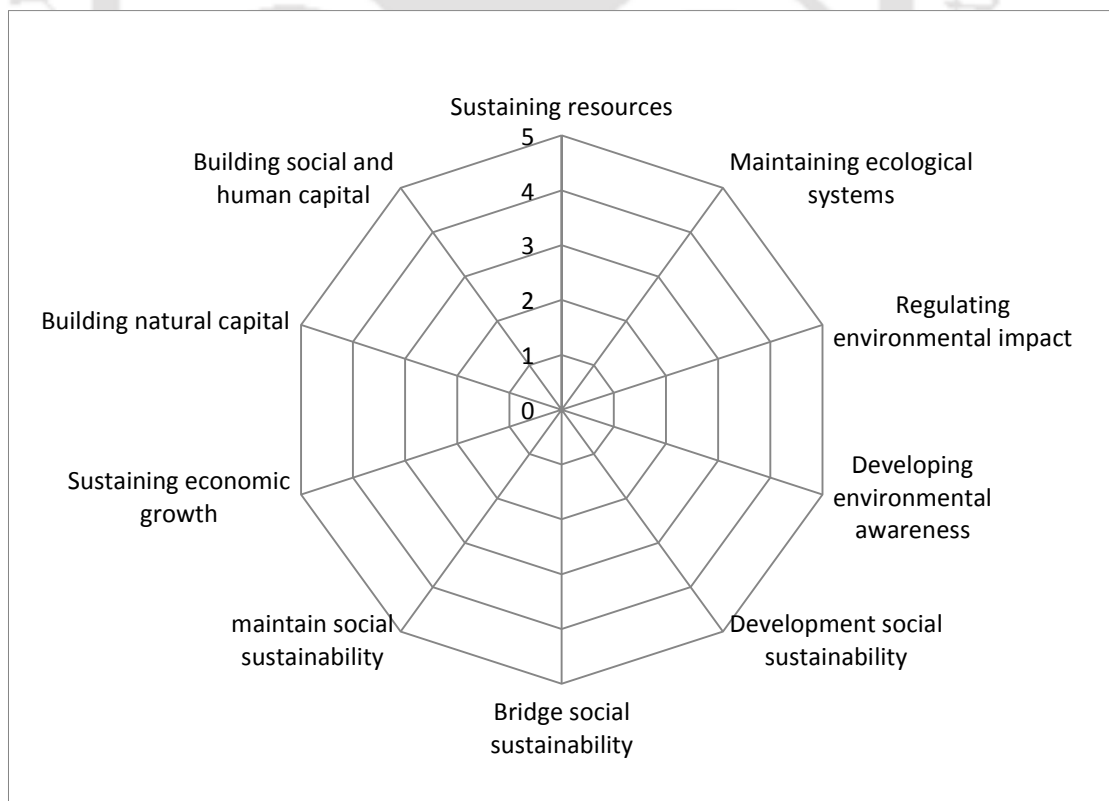 Sustaining resources
5
Building social and
human capital
Maintaining ecological
systems
4
3
2
Building natural capital
Regulating
environmental impact
1
0
Sustaining economic
growth
Developing
environmental
awareness
maintain social
sustainability
Development social
sustainability
Bridge social
sustainability